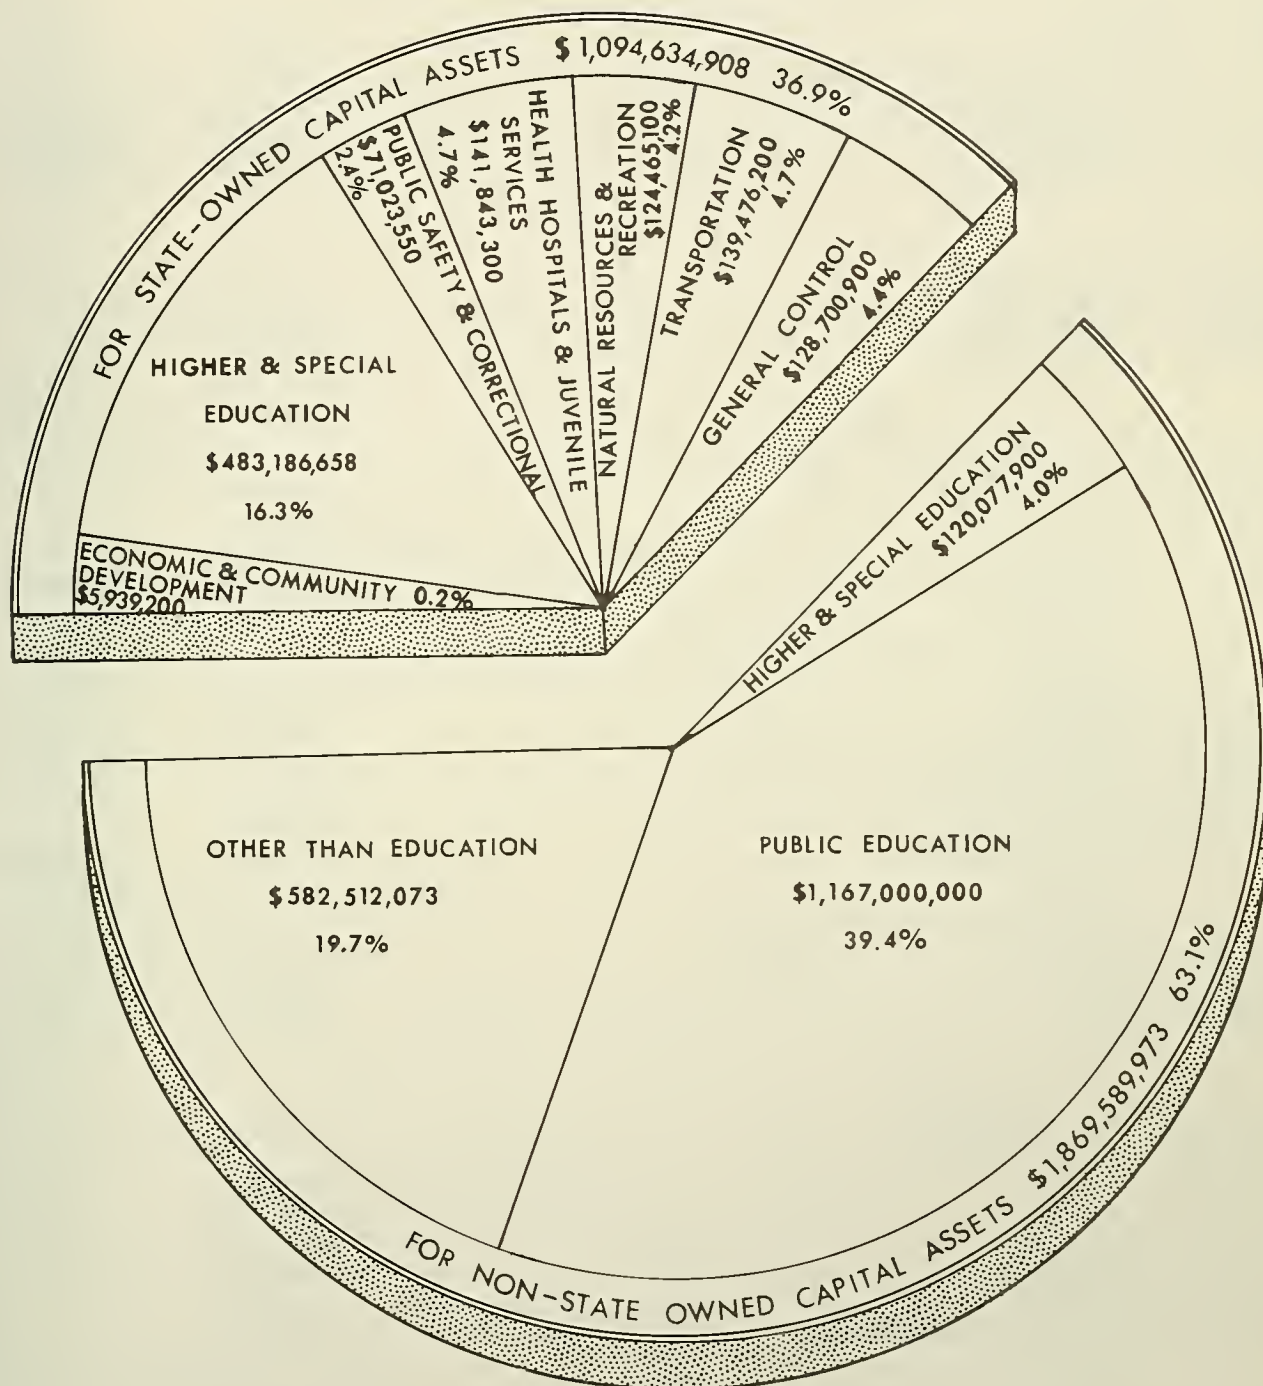 FOR STATE-OWNED CAPITAL ASSETS $1,094,634,908 36.9%
ECONOMIC & COMMUNITY 0.2%
DEVELOPMENT
$5,939,200
HIGHER & SPECIAL
EDUCATION
$483,186,658
16.3%
PUBLIC SAFETY & CORRECTIONAL
$71,023,550
2.4%
HEALTH HOSPITALS & JUVENILE
SERVICES
$141,843,300
4.7%
NATURAL RESOURCES &
RECREATION
$124,465,100
4.2%
TRANSPORTATION
$139,476,200
4.7%
GENERAL CONTROL
$128,700,900
4.4%
HIGHER & SPECIAL EDUCATION
$120,077,900
4.0%
PUBLIC EDUCATION
$1,167,000,000
39.4%
OTHER THAN EDUCATION
$582,512,073
19.7%
FOR NON-STATE OWNED CAPITAL ASSETS $1,869,589,973 63.1%